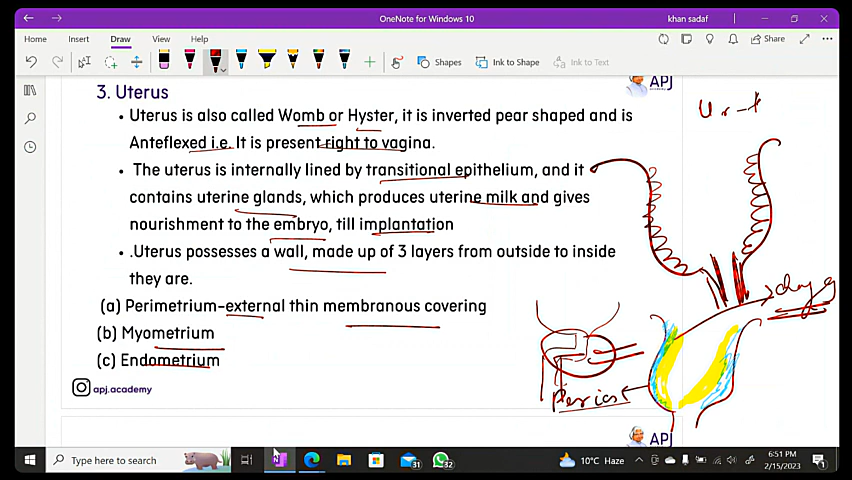 OneNote for Windows 10
khan sadaf
Home Insert Draw View Help
Share
Shapes
Ink to Shape
Ink to Text
APJ
3. Uterus
• Uterus is also called Womb or Hyster, it is inverted pear shaped and is
Anteflexed i.e. It is present right to vagina.
• The uterus is internally lined by transitional epithelium, and it
contains uterine glands, which produces uterine milk and gives
nourishment to the embryo, till implantation
• .Uterus possesses a wall, made up of 3 layers from outside to inside
they are.
(a) Perimetrium-external thin membranous covering
(b) Myometrium
(c) Endometrium
apj.academy
APJ
Type here to search
31
32
10°C Haze
6:51 PM
2/15/2023
1